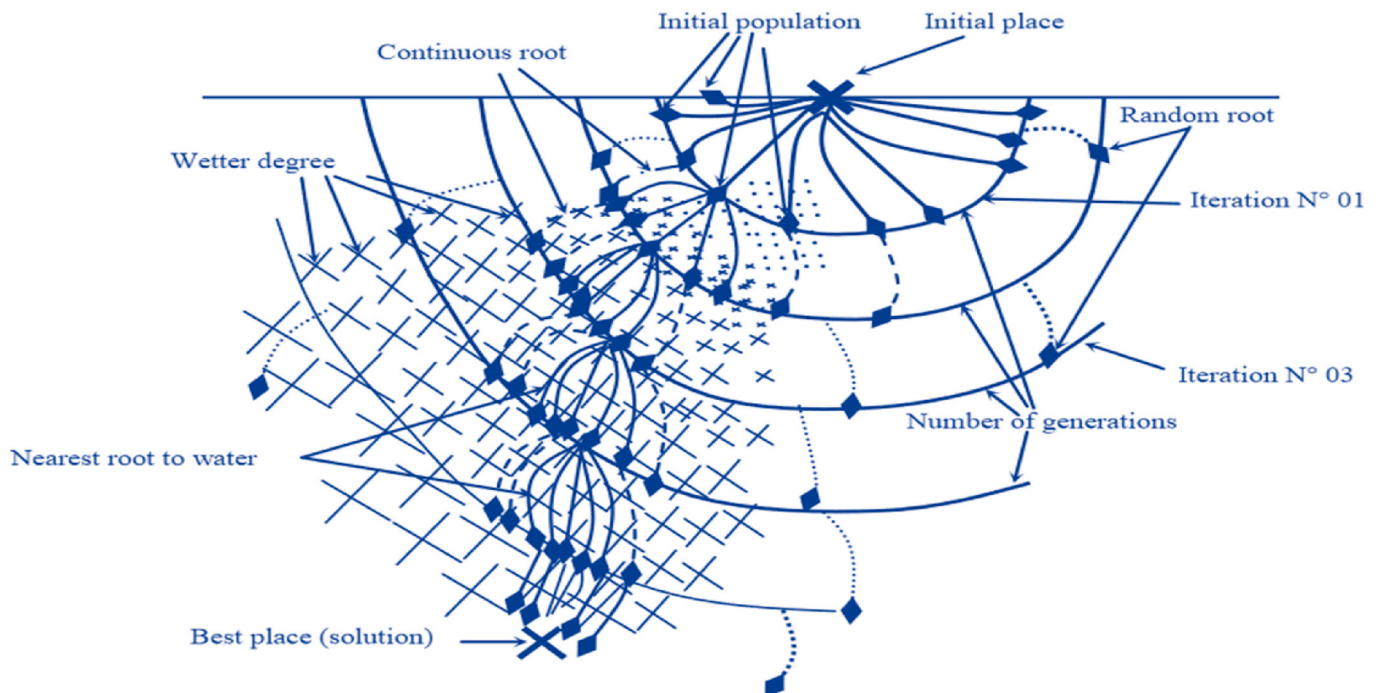 Initial population
Initial place
Continuous root
Random root
Wetter degree
Iteration N° 01
Iteration N° 03
Number of generations
Nearest root to water
Best place (solution)